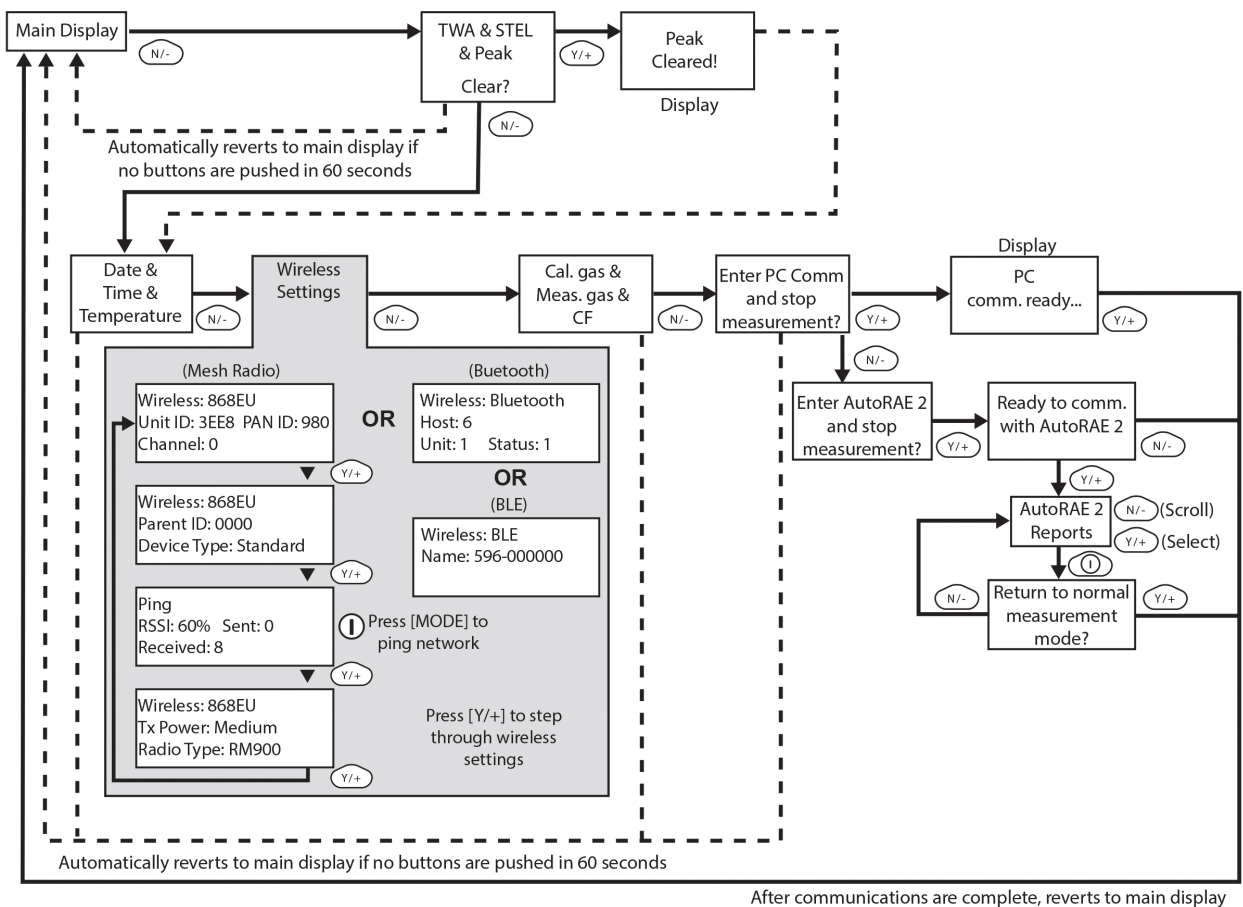 Main Display
N/-
TWA & STEL
& Peak
Clear?
Y/+
Peak
Cleared!
Display
N/-
Automatically reverts to main display if
no buttons are pushed in 60 seconds
Date &
Time &
Temperature
N/-
Wireless
Settings
N/-
Cal. gas &
Meas. gas &
CF
N/-
Enter PC Comm
and stop
measurement?
Y/+
Display
PC
comm. ready...
Y/+
N/-
(Mesh Radio)
Wireless: 868EU
Unit ID: 3EE8 PAN ID: 980
Channel: 0
Y/+
Wireless: 868EU
Parent ID: 0000
Device Type: Standard
Y/+
Ping
RSSI: 60% Sent: 0
Received: 8
Press [MODE] to
ping network
Y/+
Wireless: 868EU
Tx Power: Medium
Radio Type: RM900
Y/+
OR
(Buetooth)
Wireless: Bluetooth
Host: 6
Unit: 1 Status: 1
OR
(BLE)
Wireless: BLE
Name: 596-000000
Press [Y/+] to step
through wireless
settings
Enter AutoRAE 2
and stop
measurement?
Y/+
Ready to comm.
with AutoRAE 2
N/-
Y/+
AutoRAE 2
Reports
N/- (Scroll)
Y/+ (Select)
N/-
Return to normal
measurement
mode?
Y/+
Automatically reverts to main display if no buttons are pushed in 60 seconds
After communications are complete, reverts to main display